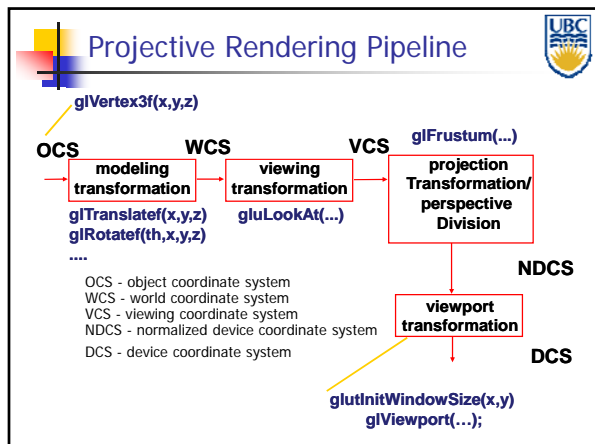 UBC
Projective Rendering Pipeline
glVertex3f(x,y,z)
OCS
modeling
transformation
glTranslatef(x,y,z)
glRotatef(th,x,y,z)
....
WCS
viewing
transformation
gluLookAt(...)
VCS
glFrustum(...)
projection
Transformation/
perspective
Division
NDCS
viewport
transformation
DCS
glutInitWindowSize(x,y)
glViewport(...);
OCS - object coordinate system
WCS - world coordinate system
VCS - viewing coordinate system
NDCS - normalized device coordinate system
DCS - device coordinate system